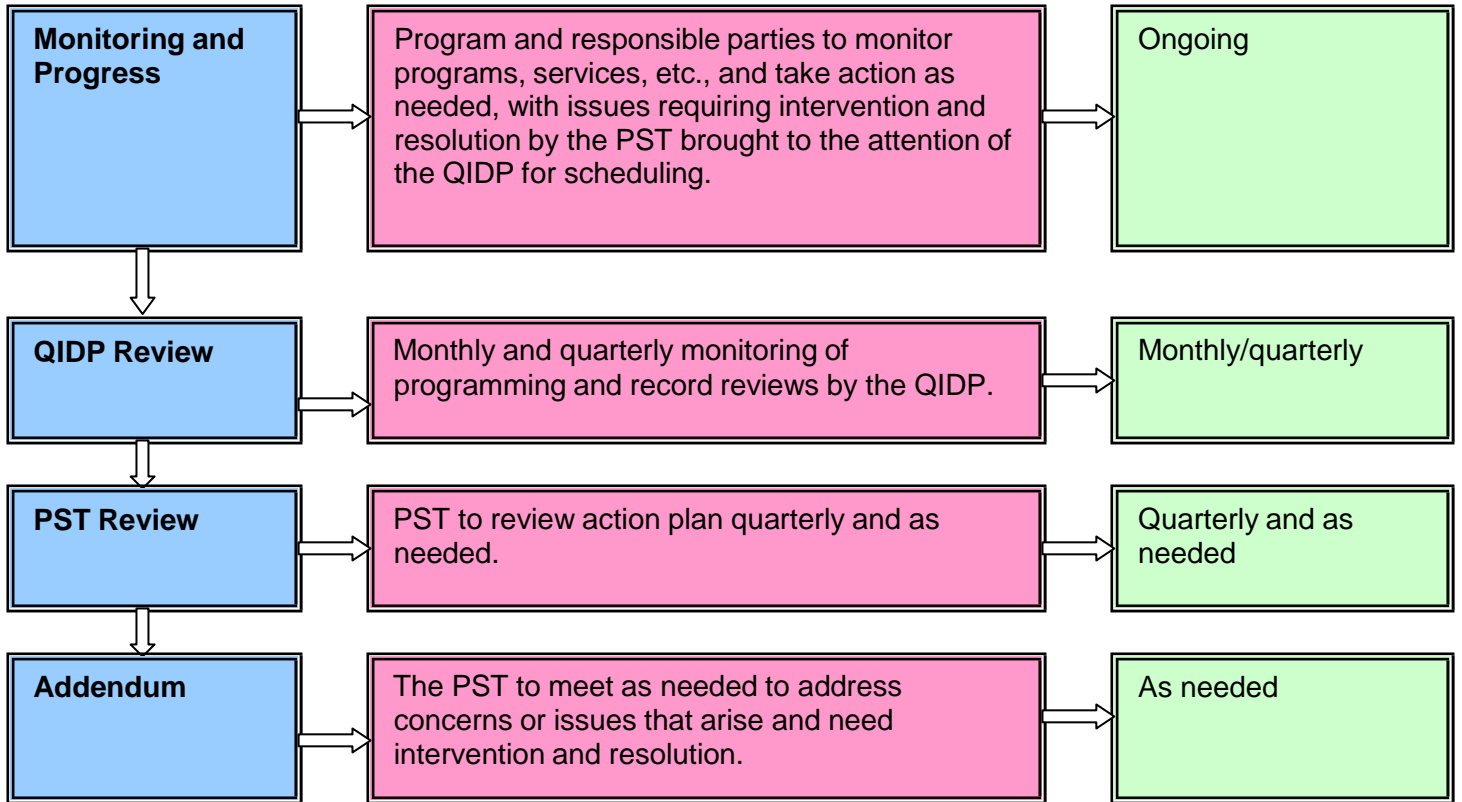 Monitoring and
Progress
Program and responsible parties to monitor
programs, services, etc., and take action as
needed, with issues requiring intervention and
resolution by the PST brought to the attention of
the QIDP for scheduling.
Ongoing
QIDP Review
Monthly and quarterly monitoring of
programming and record reviews by the QIDP.
Monthly/quarterly
PST Review
PST to review action plan quarterly and as
needed.
Quarterly and as
needed
Addendum
The PST to meet as needed to address
concerns or issues that arise and need
intervention and resolution.
As needed